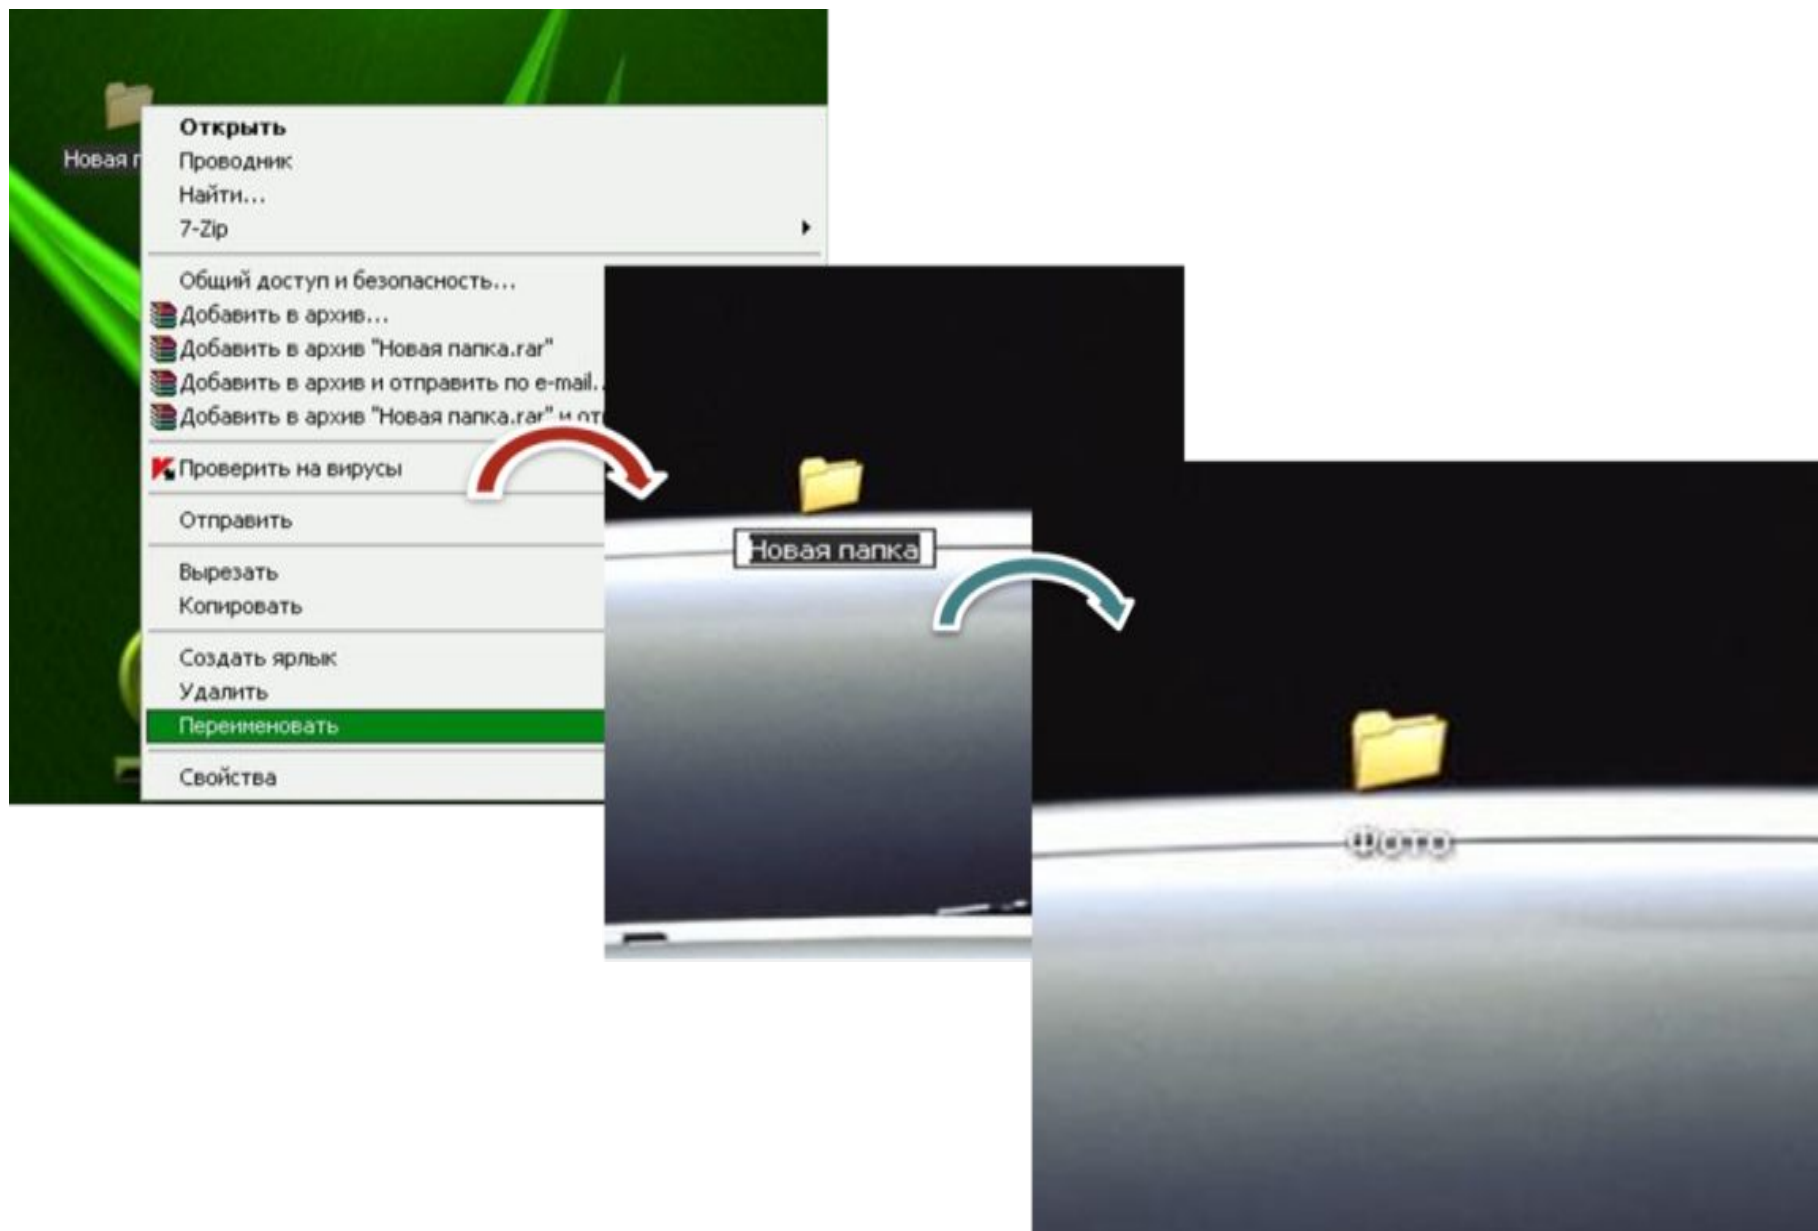 Новая п
Открыть
Проводник
Найти...
7-Zip
Общий доступ и безопасность...
Добавить в архив...
Добавить в архив "Новая папка.rar"
Добавить в архив и отправить по e-mail.
Добавить в архив "Новая папка.rar" и от
Проверить на вирусы
Отправить
Вырезать
Копировать
Создать ярлык
Удалить
Переименовать
Свойства
Новая папка
Фото